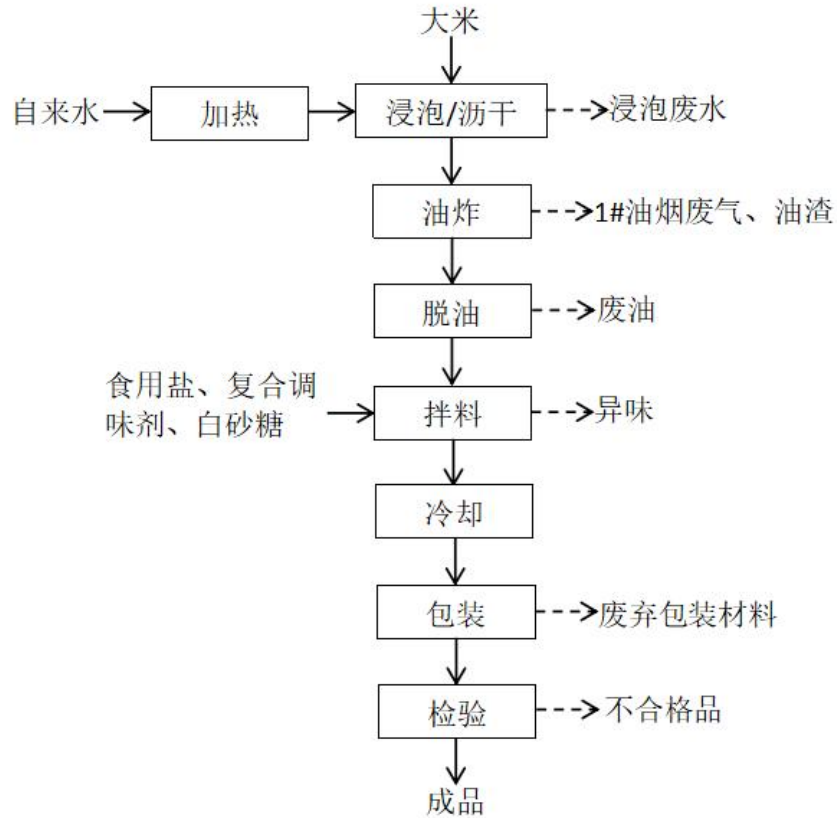 大米
自来水
加热
浸泡/沥干
浸泡废水
油炸
1#油烟废气、油渣
脱油
废油
食用盐、复合调
味剂、白砂糖
拌料
异味
冷却
包装
废弃包装材料
检验
不合格品
成品